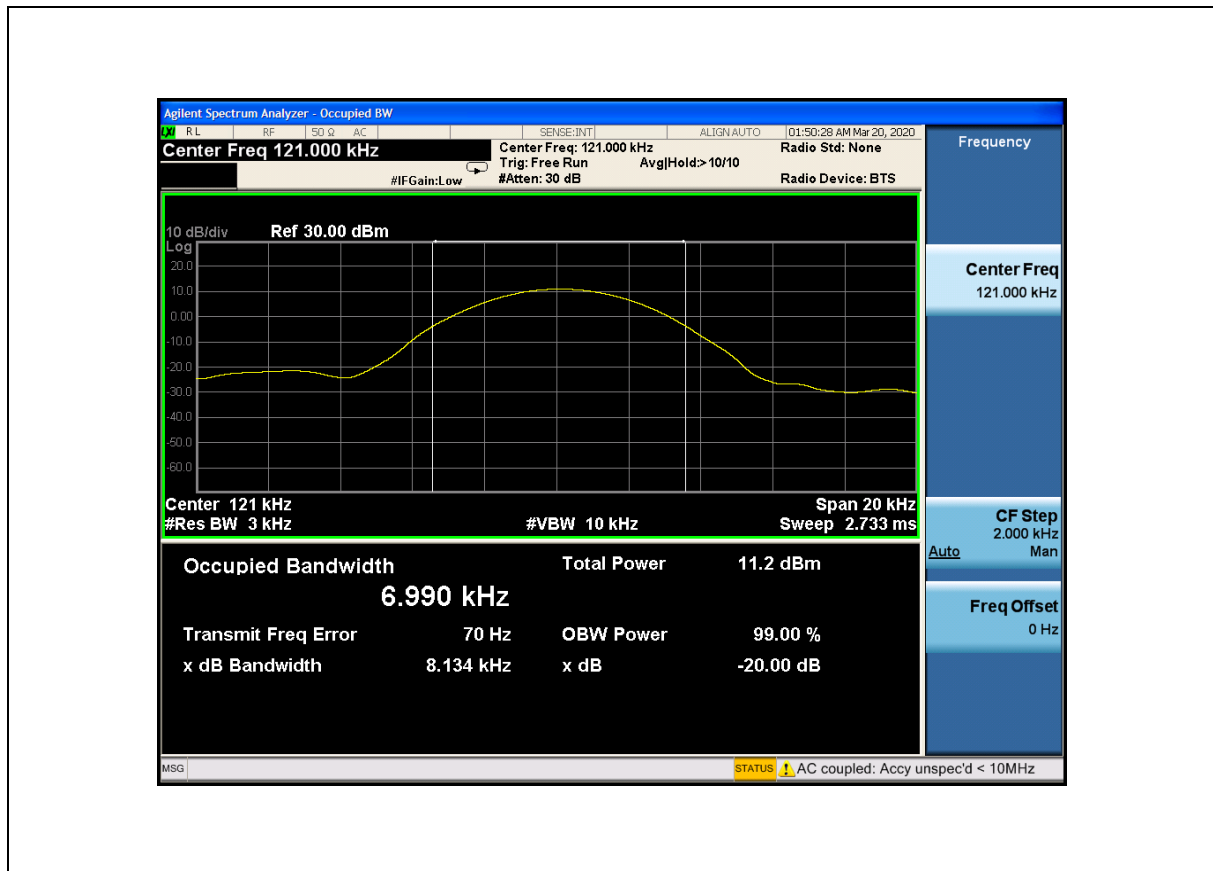 Agilent Spectrum Analyzer - Occupied BW
LXI RL RF 50 Ω AC SENSE:INT ALIGN AUTO 01:50:28 AM Mar 20, 2020
Center Freq 121.000 kHz
Center Freq: 121.000 kHz Radio Std: None
Trig: Free Run Avg|Hold:> 10/10
#IFGain:Low #Atten: 30 dB Radio Device: BTS
10 dB/div Ref 30.00 dBm
Log
20.0
10.0
0.00
-10.0
-20.0
-30.0
-40.0
-50.0
-60.0
Center 121 kHz Span 20 kHz
#Res BW 3 kHz #VBW 10 kHz Sweep 2.733 ms
Occupied Bandwidth Total Power 11.2 dBm
6.990 kHz
Transmit Freq Error 70 Hz OBW Power 99.00 %
x dB Bandwidth 8.134 kHz x dB -20.00 dB
Frequency
Center Freq
121.000 kHz
CF Step
2.000 kHz
Auto Man
Freq Offset
0 Hz
MSG STATUS AC coupled: Accy unspec'd < 10MHz